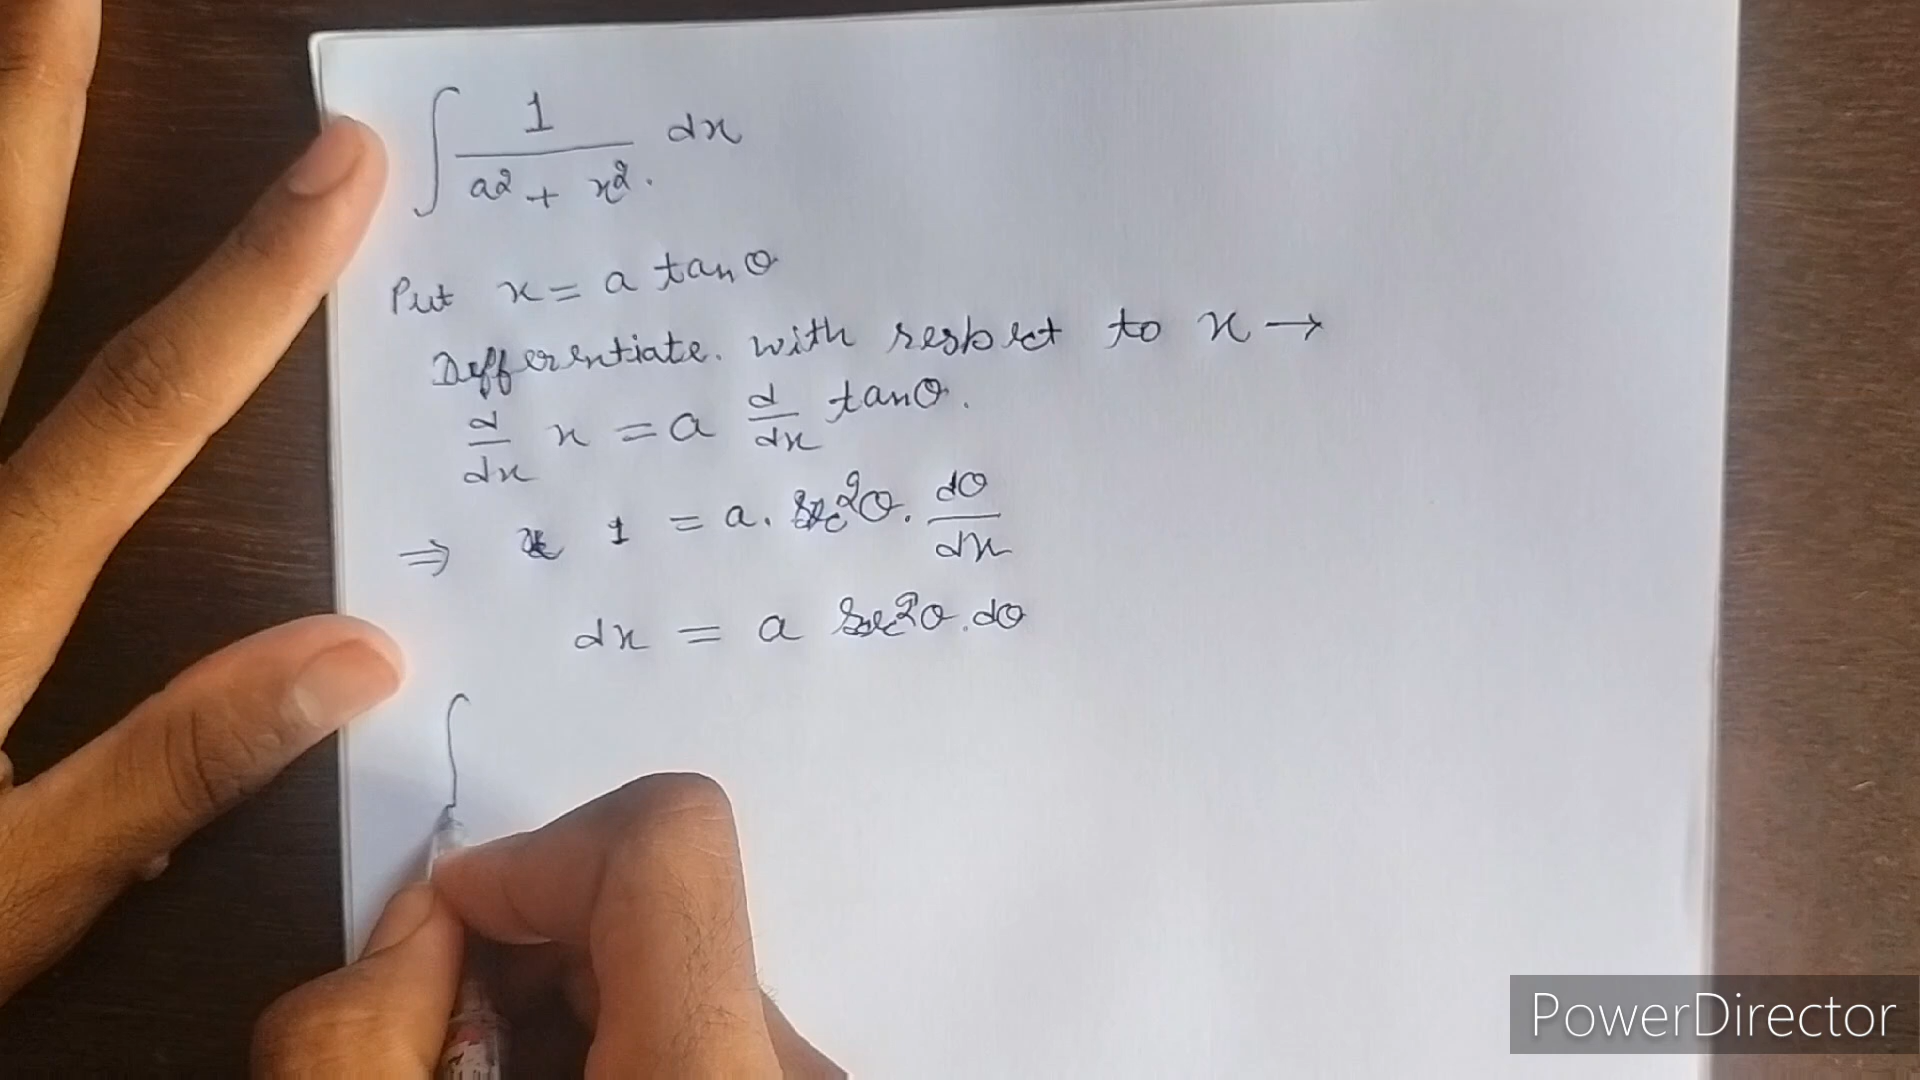 ∫ 1/(a² + x²) . dx
Put x = a tanθ
Differentiate. with respect to x →
d/dx x = a d/dx tanθ.
⇒ 1 = a. sec²θ. dθ/dx
dx = a sec²θ. dθ
∫
PowerDirector